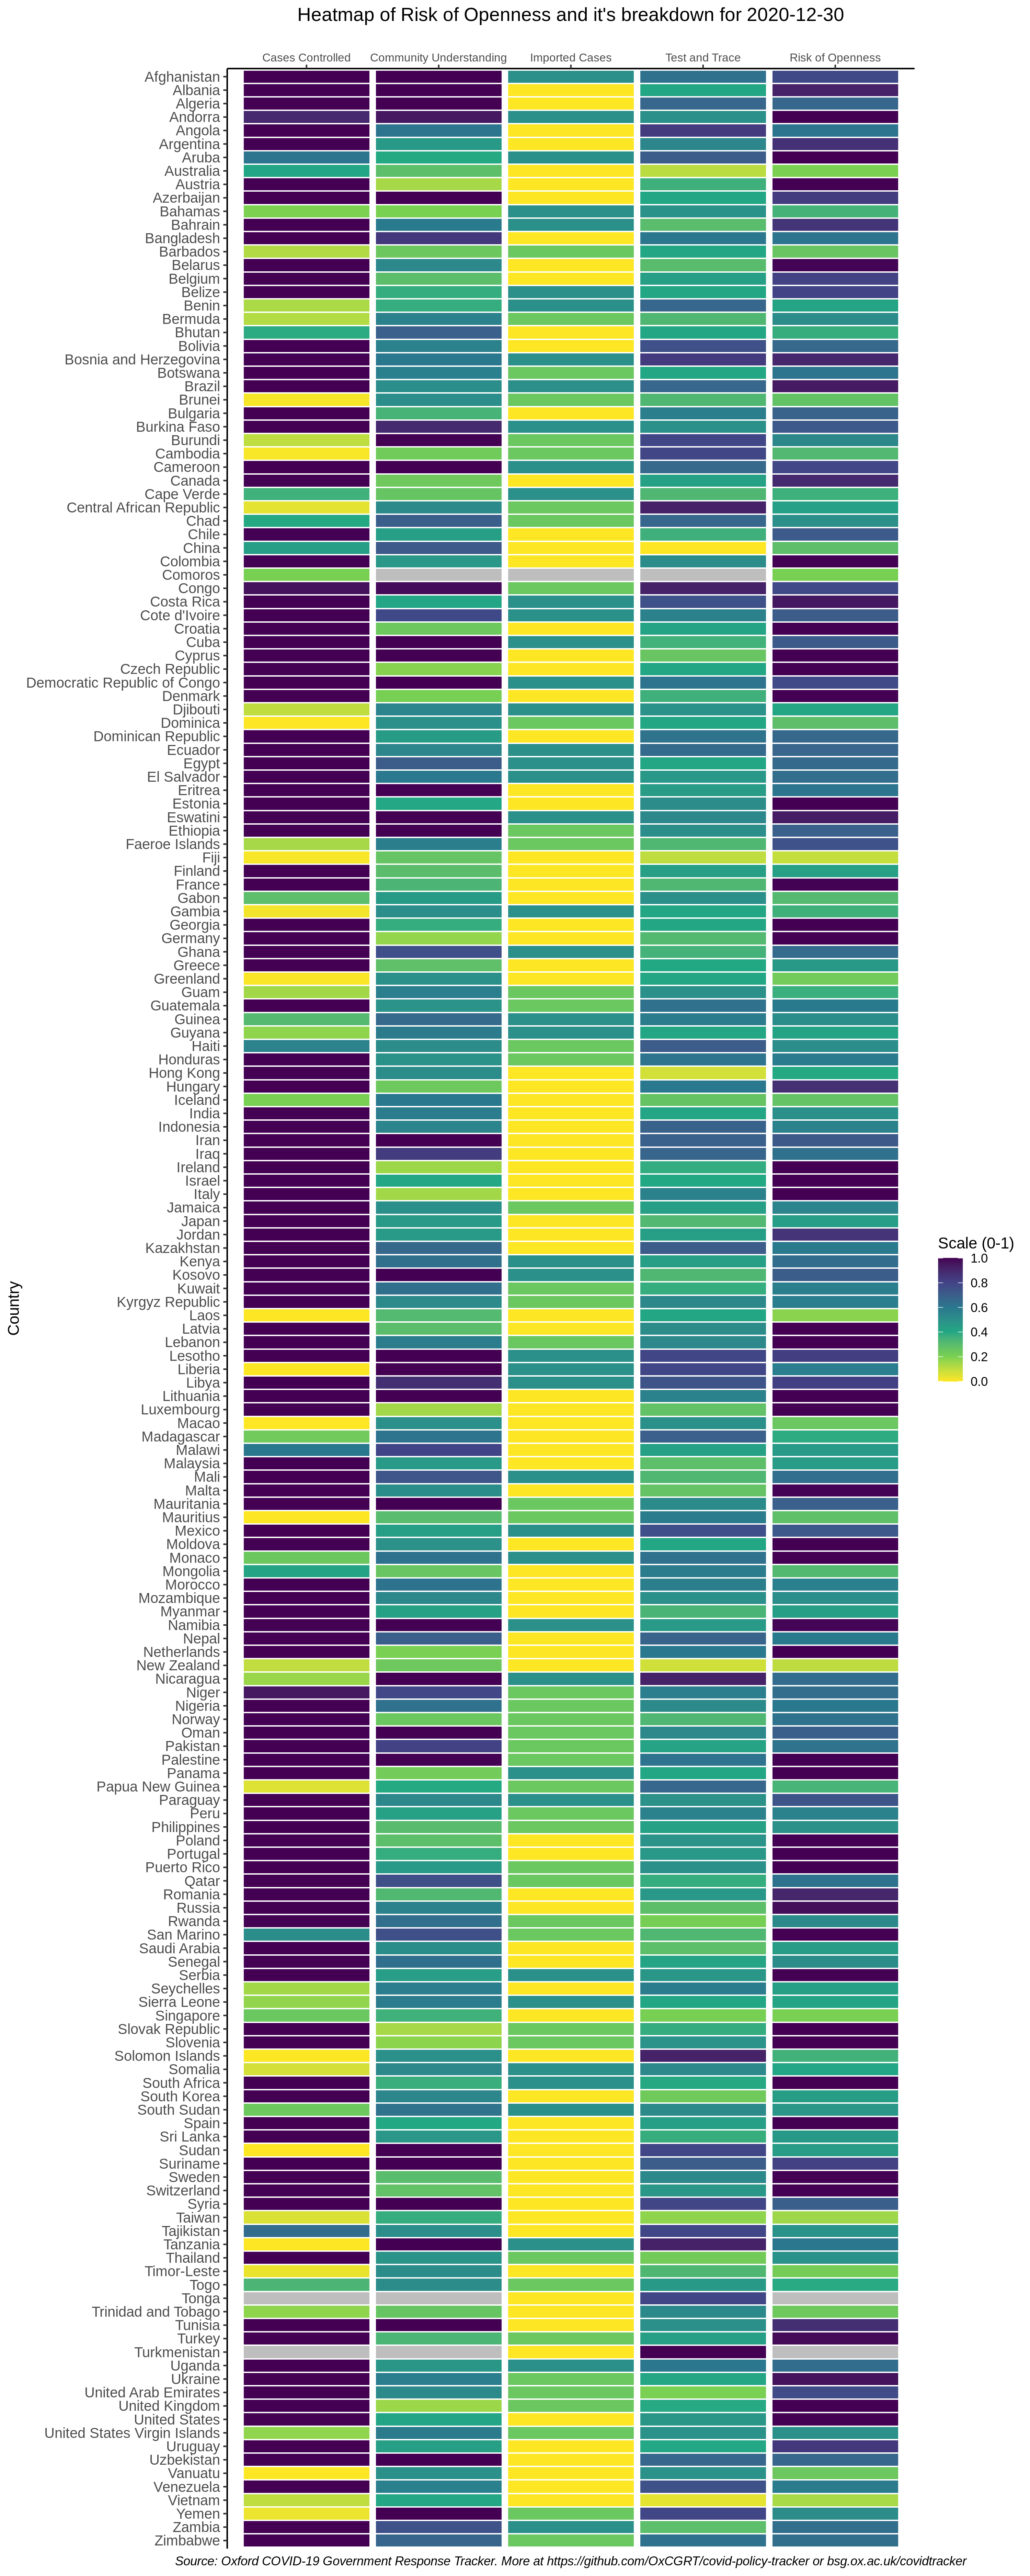 Heatmap of Risk of Openness and it's breakdown for 2020-12-30
Cases Controlled Community Understanding Imported Cases Test and Trace Risk of Openness
Afghanistan
Albania
Algeria
Andorra
Angola
Argentina
Aruba
Australia
Austria
Azerbaijan
Bahamas
Bahrain
Bangladesh
Barbados
Belarus
Belgium
Belize
Benin
Bermuda
Bhutan
Bolivia
Bosnia and Herzegovina
Botswana
Brazil
Brunei
Bulgaria
Burkina Faso
Burundi
Cambodia
Cameroon
Canada
Cape Verde
Central African Republic
Chad
Chile
China
Colombia
Comoros
Congo
Costa Rica
Cote d'Ivoire
Croatia
Cuba
Cyprus
Czech Republic
Democratic Republic of Congo
Denmark
Djibouti
Dominica
Dominican Republic
Ecuador
Egypt
El Salvador
Eritrea
Estonia
Eswatini
Ethiopia
Faeroe Islands
Fiji
Finland
France
Gabon
Gambia
Georgia
Germany
Ghana
Greece
Greenland
Guam
Guatemala
Guinea
Guyana
Haiti
Honduras
Hong Kong
Hungary
Iceland
India
Indonesia
Iran
Iraq
Ireland
Israel
Italy
Jamaica
Japan
Jordan
Kazakhstan
Kenya
Kosovo
Kuwait
Kyrgyz Republic
Laos
Latvia
Lebanon
Lesotho
Liberia
Libya
Lithuania
Luxembourg
Macao
Madagascar
Malawi
Malaysia
Mali
Malta
Mauritania
Mauritius
Mexico
Moldova
Monaco
Mongolia
Morocco
Mozambique
Myanmar
Namibia
Nepal
Netherlands
New Zealand
Nicaragua
Niger
Nigeria
Norway
Oman
Pakistan
Palestine
Panama
Papua New Guinea
Paraguay
Peru
Philippines
Poland
Portugal
Puerto Rico
Qatar
Romania
Russia
Rwanda
San Marino
Saudi Arabia
Senegal
Serbia
Seychelles
Sierra Leone
Singapore
Slovak Republic
Slovenia
Solomon Islands
Somalia
South Africa
South Korea
South Sudan
Spain
Sri Lanka
Sudan
Suriname
Sweden
Switzerland
Syria
Taiwan
Tajikistan
Tanzania
Thailand
Timor-Leste
Togo
Tonga
Trinidad and Tobago
Tunisia
Turkey
Turkmenistan
Uganda
Ukraine
United Arab Emirates
United Kingdom
United States
United States Virgin Islands
Uruguay
Uzbekistan
Vanuatu
Venezuela
Vietnam
Yemen
Zambia
Zimbabwe
Country
Scale (0-1)
1.0
0.8
0.6
0.4
0.2
0.0
Source: Oxford COVID-19 Government Response Tracker. More at https://github.com/OxCGRT/covid-policy-tracker or bsg.ox.ac.uk/covidtracker